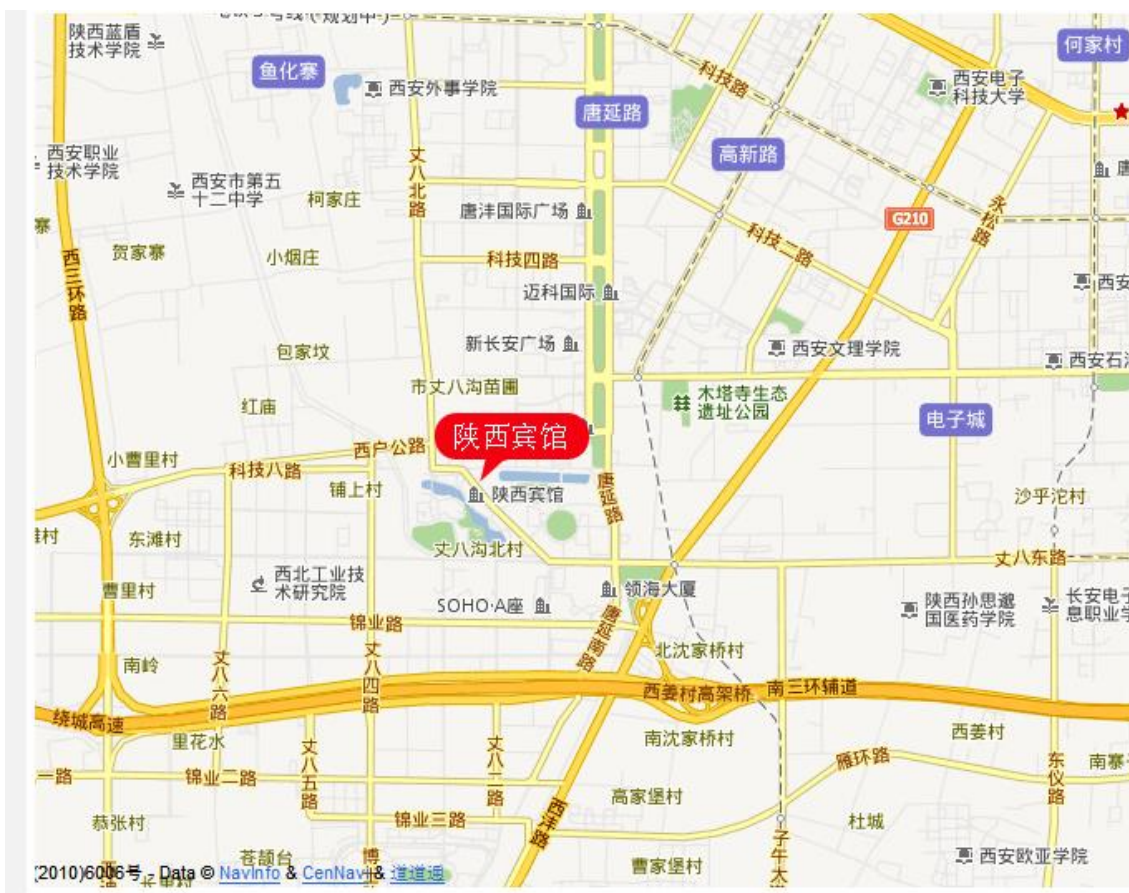 陕西蓝盾
技术学院
鱼化寨
西安外事学院
唐延路
科技路
西安电子
科技大学
何家村
高新路
西安职业
技术学院
西安市第五
十二中学
柯家庄
丈八北路
唐沣国际广场
G210
永松路
寨
贺家寨
小烟庄
西三环路
科技四路
科技二路
迈科国际
西安
包家坟
新长安广场
西安文理学院
西安石油
市丈八沟苗圃
木塔寺生态
遗址公园
红庙
电子城
陕西宾馆
西户公路
小曹里村
科技八路
铺上村
陕西宾馆
唐延路
沙乎沱村
村
东滩村
丈八沟北村
丈八东路
曹里村
西北工业技
术研究院
领海大厦
SOHO·A座
陕西孙思邈
国医药学院
长安电子
息职业学
锦业路
唐延南路
北沈家桥村
南岭
丈八六路
丈八四路
西姜村高架桥
南三环辅道
绕城高速
里花水
丈八五路
丈八二路
南沈家桥村
西姜村
雁环路
东仪路
南寨子
一路
锦业二路
高家堡村
恭张村
锦业三路
西沣路
杜城
子午大道
苍颉台
博
曹家堡村
西安欧亚学院
(2010)6006号 - Data © NavInfo & CenNavi & 道道通